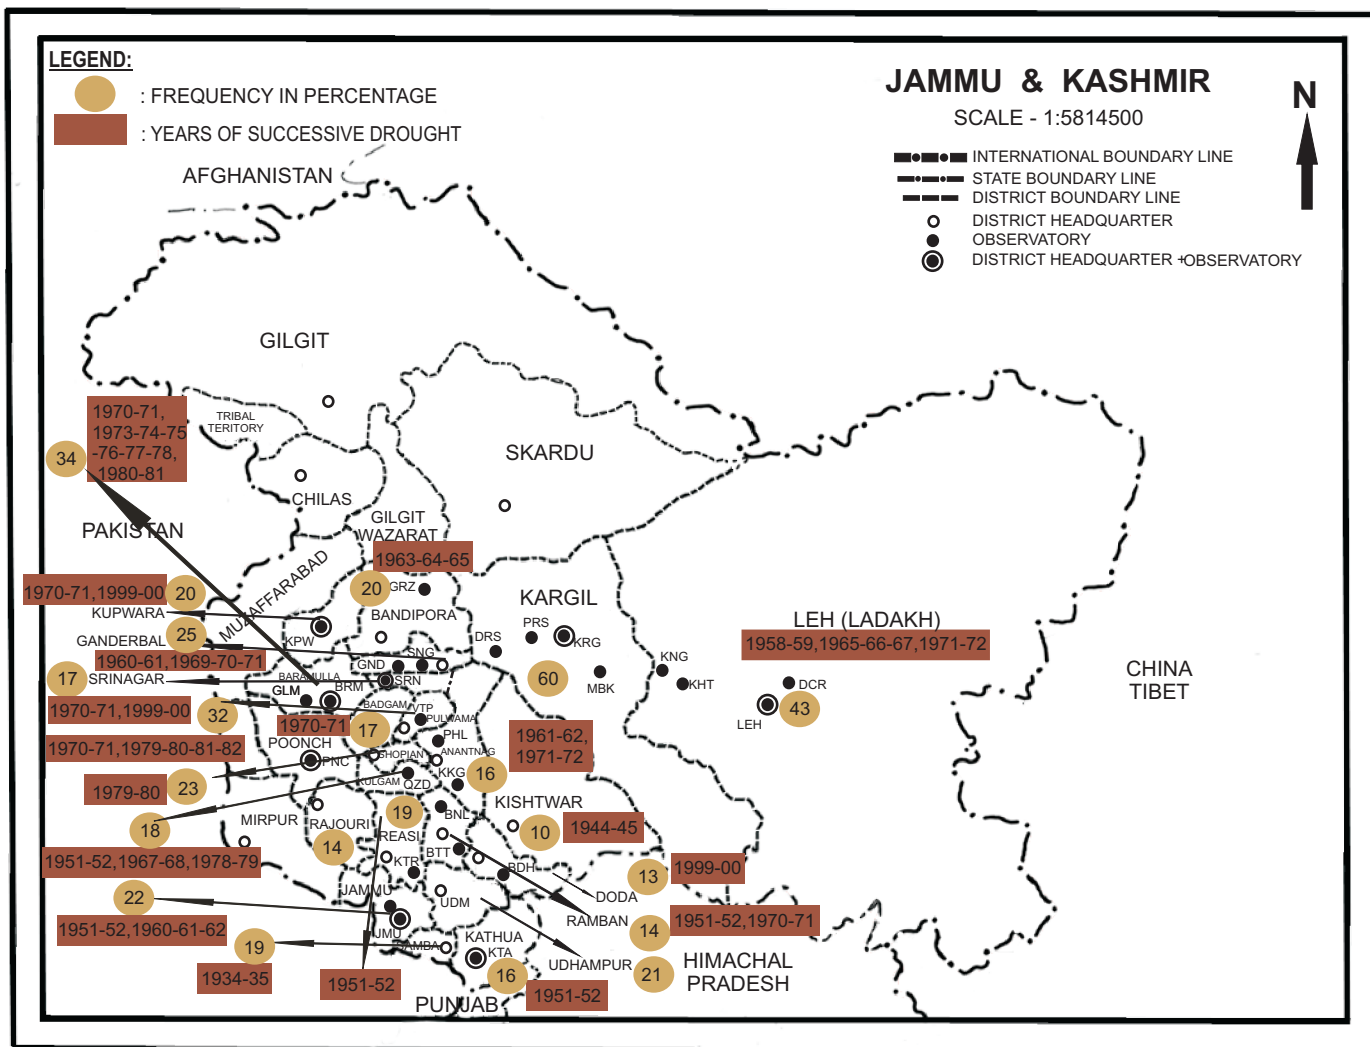 LEGEND:
: FREQUENCY IN PERCENTAGE
: YEARS OF SUCCESSIVE DROUGHT
JAMMU & KASHMIR
SCALE - 1:5814500
N
INTERNATIONAL BOUNDARY LINE
STATE BOUNDARY LINE
DISTRICT BOUNDARY LINE
DISTRICT HEADQUARTER
OBSERVATORY
DISTRICT HEADQUARTER +OBSERVATORY
AFGHANISTAN
GILGIT
TRIBAL
TERITORY
1970-71,
1973-74-75
-76-77-78,
1980-81
34
SKARDU
CHILAS
PAKISTAN
GILGIT
WAZARAT
1963-64-65
MUZAFFARABAD
1970-71,1999-00
20
KUPWARA
20
GRZ
BANDIPORA
KARGIL
LEH (LADAKH)
1958-59,1965-66-67,1971-72
25
GANDERBAL
KPW
PRS
KRG
DRS
1960-61,1969-70-71
GND
SNG
17
SRINAGAR
BARAMULLA
SRN
60
MBK
KNG
KHT
DCR
LEH
43
CHINA
TIBET
GLM
BRM
BADGAM
VTP
1970-71,1999-00
32
1970-71
17
PULWAMA
1961-62,
1971-72
1970-71,1979-80-81-82
POONCH
PNC
PHL
SHOPIAN
ANANTNAG
1979-80
23
KULGAM
QZD
KKG
16
18
MIRPUR
RAJOURI
19
BNL
KISHTWAR
10
1944-45
REASI
14
1951-52,1967-68,1978-79
KTR
BTT
BDH
13
1999-00
DODA
22
JAMMU
UDM
RAMBAN
14
1951-52,1970-71
1951-52,1960-61-62
JMU
19
SAMBA
KATHUA
KTA
UDHAMPUR
21
HIMACHAL
PRADESH
1934-35
1951-52
16
1951-52
PUNJAB